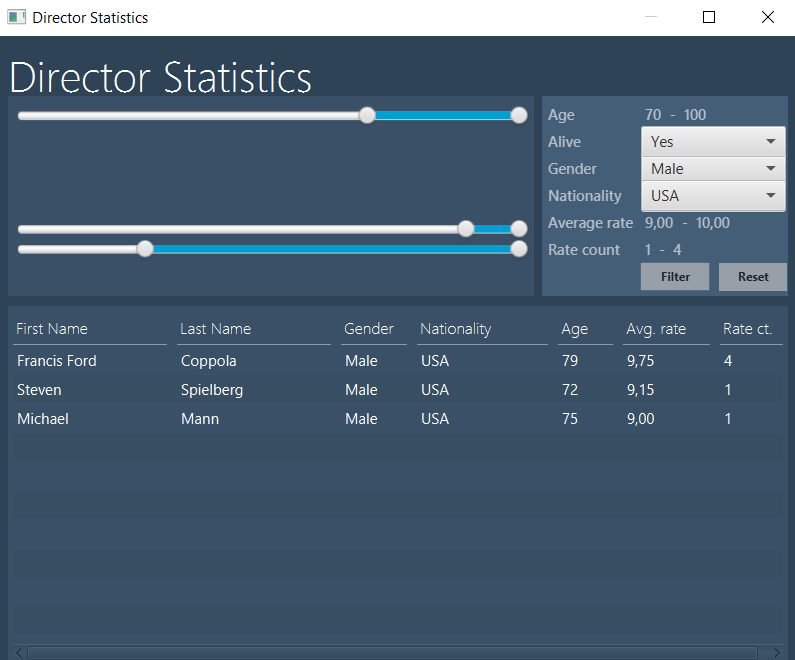 Director Statistics
Director Statistics
Age 70 - 100
Alive Yes
Gender Male
Nationality USA
Average rate 9,00 - 10,00
Rate count 1 - 4
Filter Reset
First Name Last Name Gender Nationality Age Avg. rate Rate ct.
Francis Ford Coppola Male USA 79 9,75 4
Steven Spielberg Male USA 72 9,15 1
Michael Mann Male USA 75 9,00 1